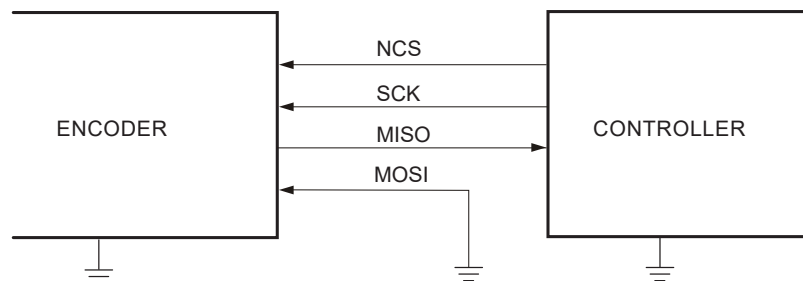 NCS
SCK
ENCODER
CONTROLLER
MISO
MOSI